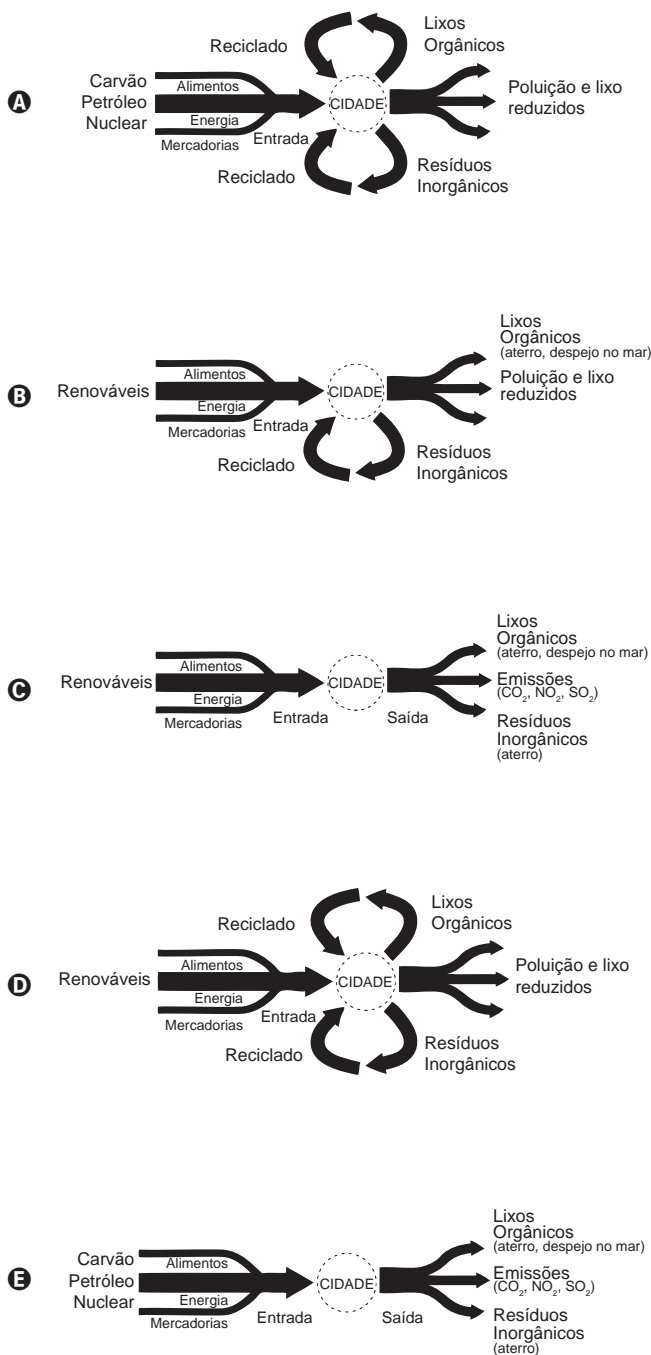 Reciclado
Lixos
Orgânicos
A
Carvão
Petróleo
Nuclear
Alimentos
Energia
Mercadorias
Entrada
CIDADE
Poluição e lixo
reduzidos
Reciclado
Resíduos
Inorgânicos
B
Renováveis
Alimentos
Energia
Mercadorias
Entrada
CIDADE
Lixos
Orgânicos
(aterro, despejo no mar)
Poluição e lixo
reduzidos
Reciclado
Resíduos
Inorgânicos
C
Renováveis
Alimentos
Energia
Mercadorias
Entrada
CIDADE
Saída
Lixos
Orgânicos
(aterro, despejo no mar)
Emissões
(CO₂, NO₂, SO₂)
Resíduos
Inorgânicos
(aterro)
Reciclado
Lixos
Orgânicos
D
Renováveis
Alimentos
Energia
Mercadorias
Entrada
CIDADE
Poluição e lixo
reduzidos
Reciclado
Resíduos
Inorgânicos
E
Carvão
Petróleo
Nuclear
Alimentos
Energia
Mercadorias
Entrada
CIDADE
Saída
Lixos
Orgânicos
(aterro, despejo no mar)
Emissões
(CO₂, NO₂, SO₂)
Resíduos
Inorgânicos
(aterro)